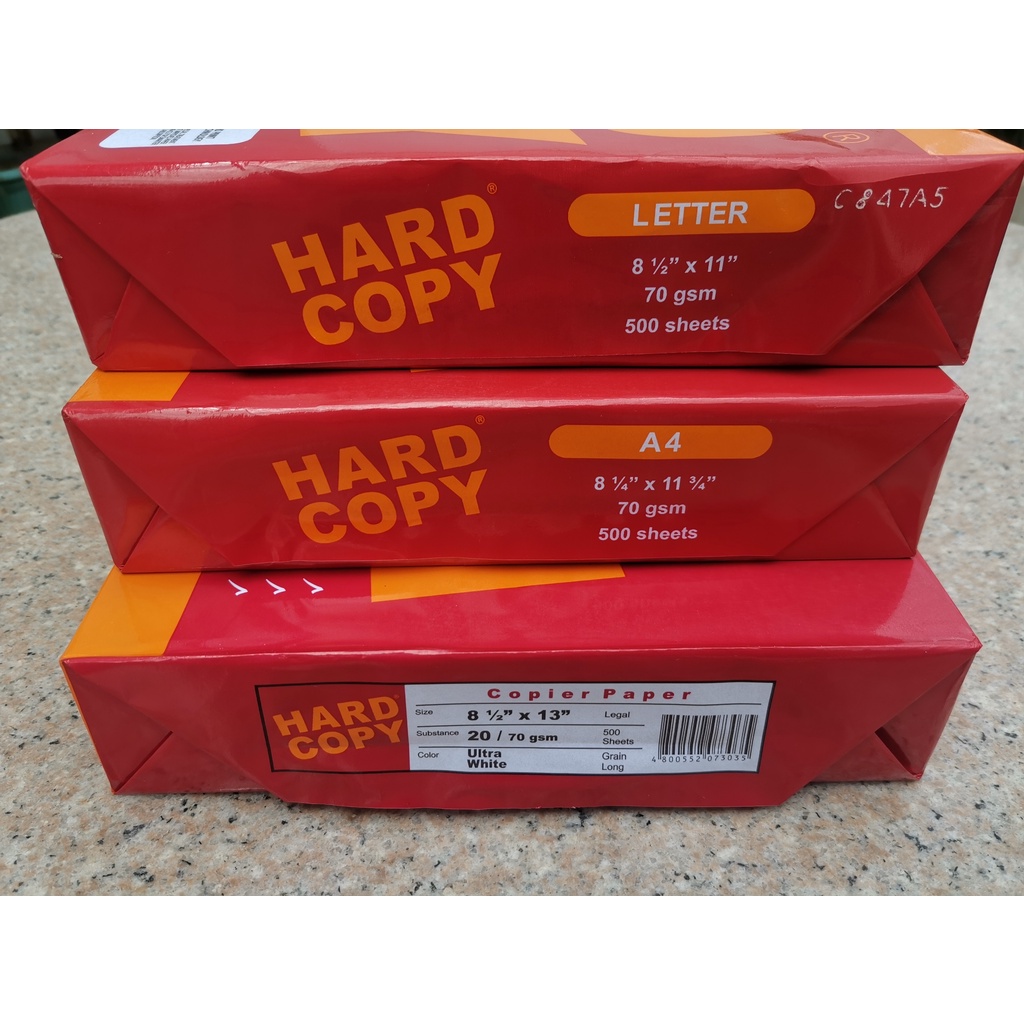 HARD®
COPY
LETTER
8 ½” x 11”
70 gsm
500 sheets
C847A5
®
HARD®
COPY
A4
8 ¼” x 11 ¾”
70 gsm
500 sheets
HARD®
COPY
Copier Paper
Size 8 ½” x 13” Legal
Substance 20 / 70 gsm 500 Sheets
Color Ultra White Grain Long
4 800552 073035